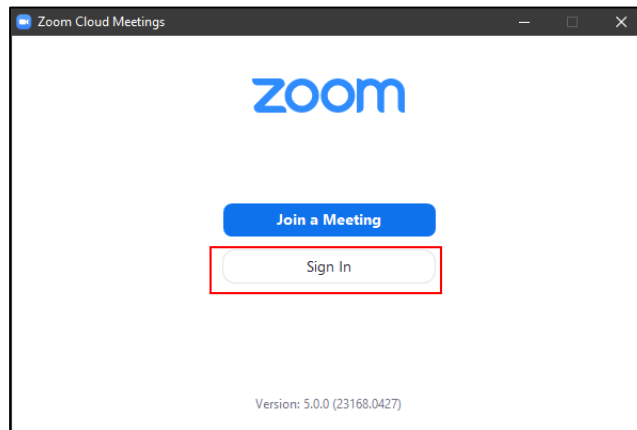 Zoom Cloud Meetings
zoom
Join a Meeting
Sign In
Version: 5.0.0 (23168.0427)